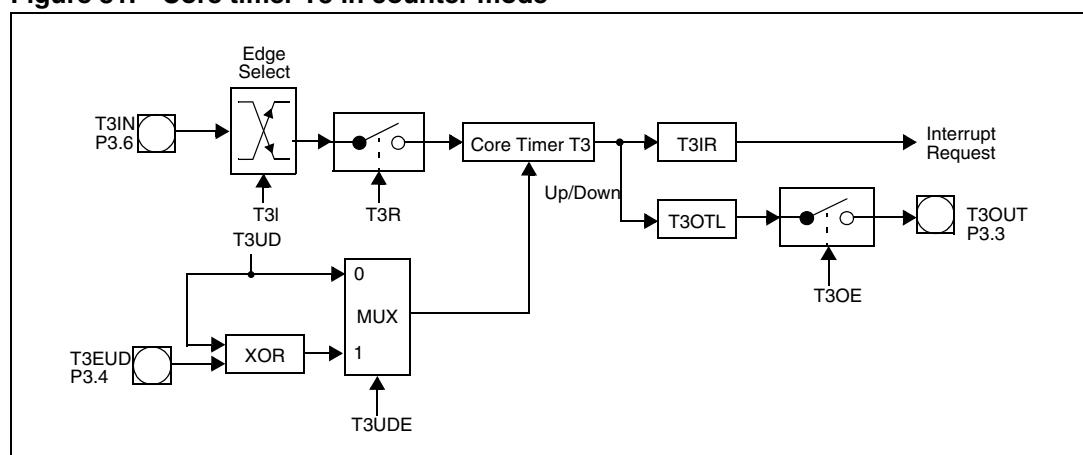 Edge
Select
T3IN
P3.6
Core Timer T3
T3IR
Interrupt
Request
Up/Down
T3I
T3R
T3OTL
T3OUT
P3.3
T3UD
0
MUX
T3OE
T3EUD
P3.4
XOR
1
T3UDE